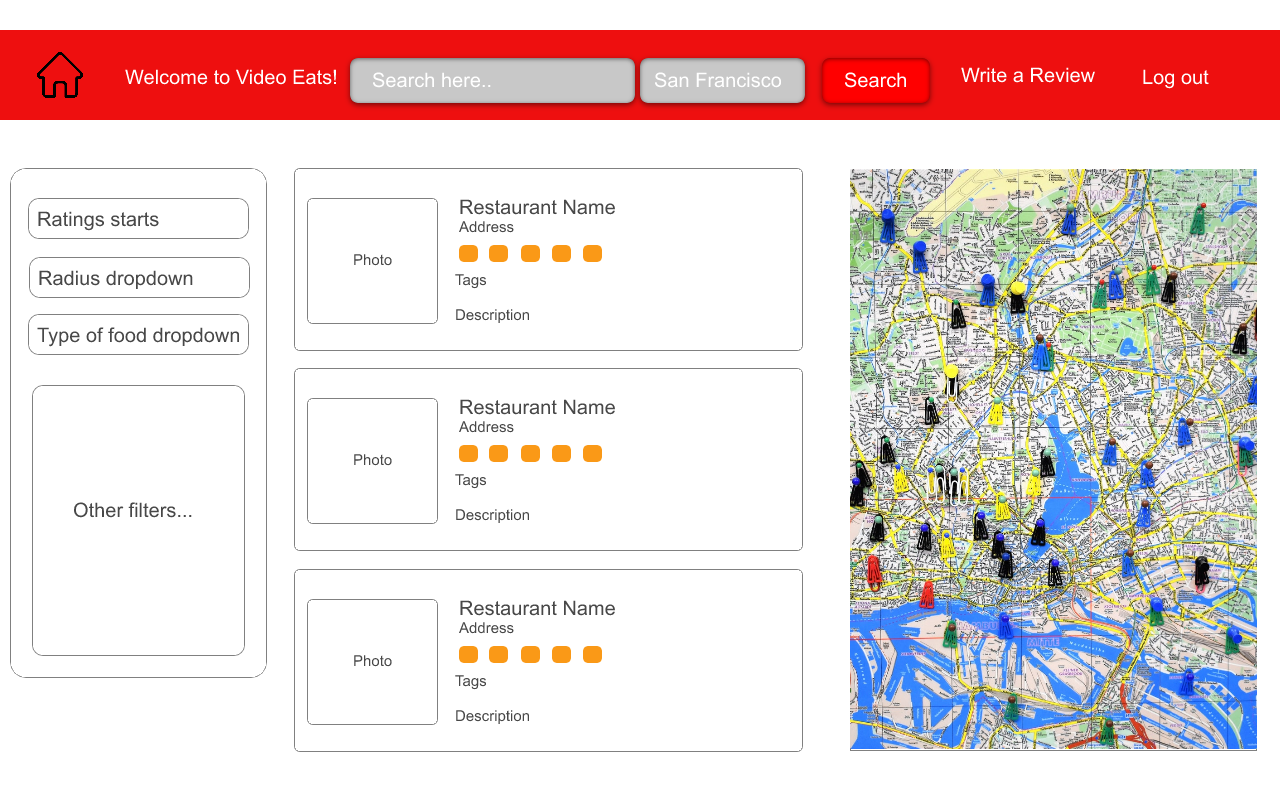 Welcome to Video Eats!
Search here..
San Francisco
Search
Write a Review
Log out
Ratings starts
Radius dropdown
Type of food dropdown
Other filters...
Photo
Restaurant Name
Address
Tags
Description
Photo
Restaurant Name
Address
Tags
Description
Photo
Restaurant Name
Address
Tags
Description